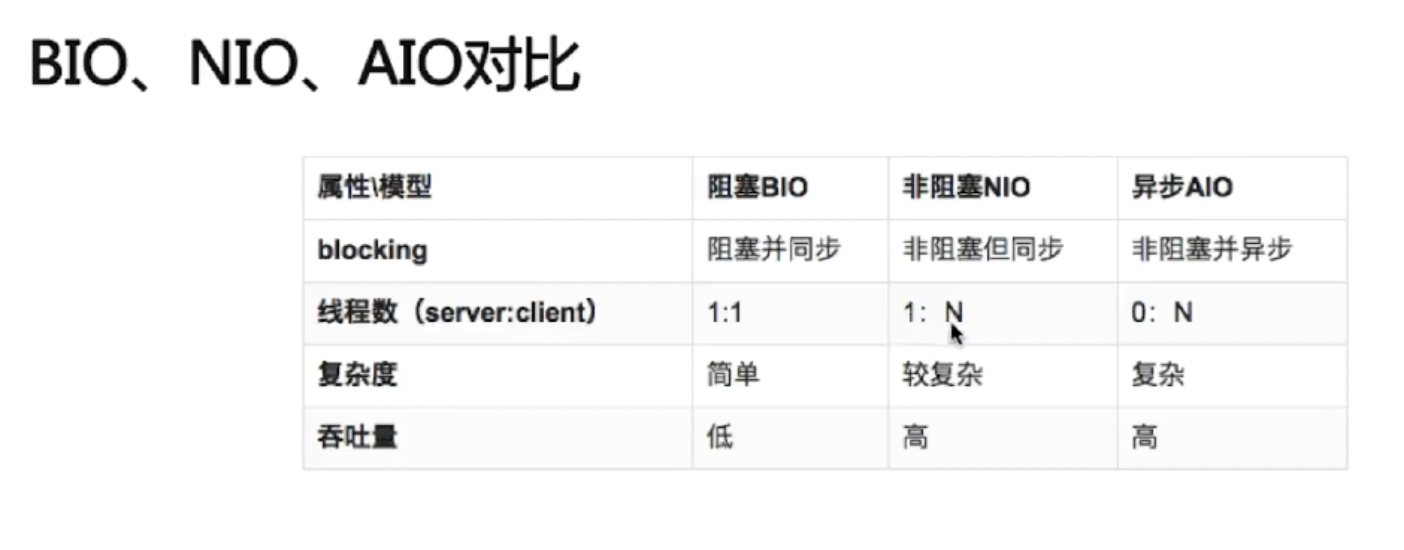 BIO、NIO、AIO对比
属性\模型 阻塞BIO 非阻塞NIO 异步AIO
blocking 阻塞并同步 非阻塞但同步 非阻塞并异步
线程数（server:client） 1:1 1：N 0：N
复杂度 简单 较复杂 复杂
吞吐量 低 高 高